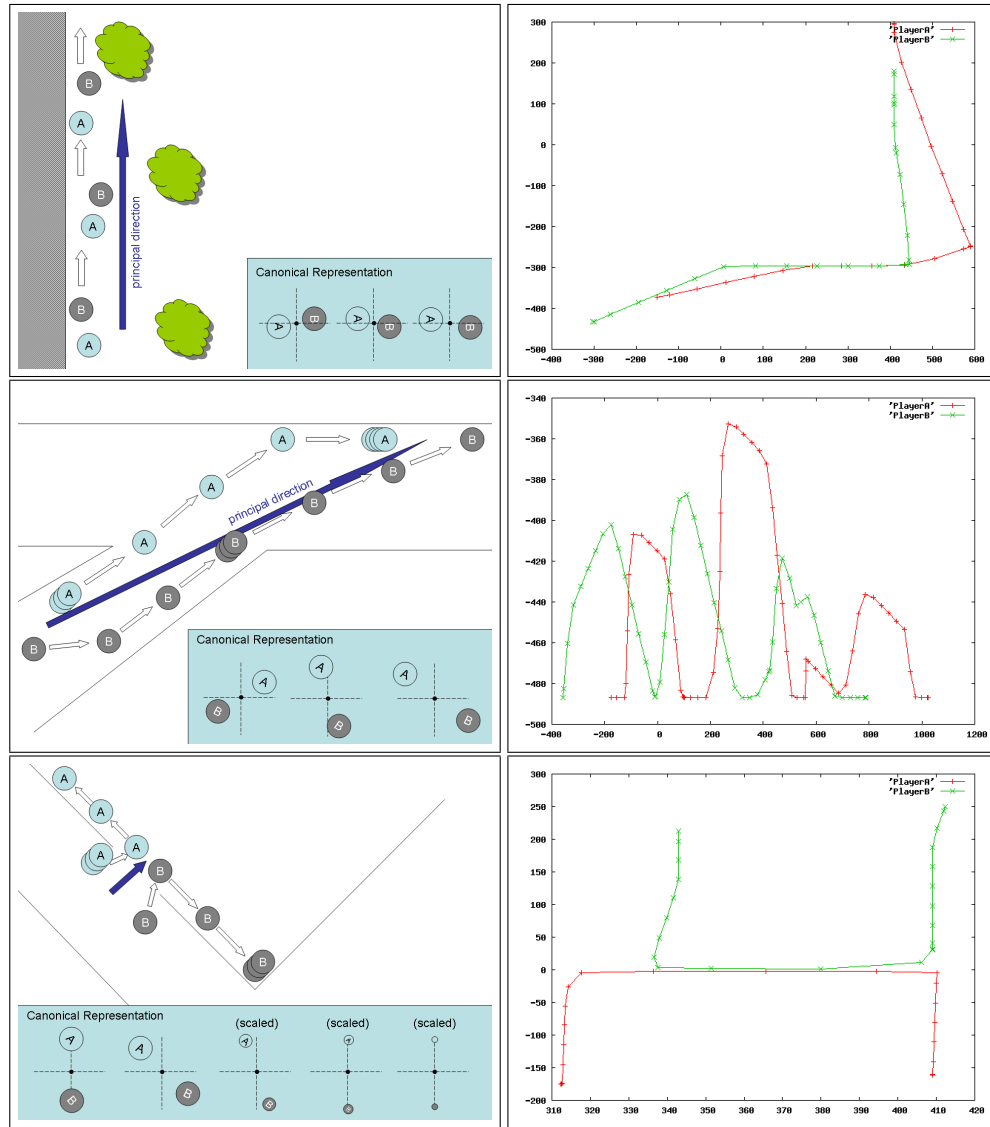 B
A
B
A
B
A
principal direction
Canonical Representation
A B A B A B
'PlayerA'
'PlayerB'
300
200
100
0
-100
-200
-300
-400
-500
-400 -300 -200 -100 0 100 200 300 400 500 600
A A B
A B
principal direction
B
A B
A B
B B
Canonical Representation
A A A
B B B
'PlayerA'
'PlayerB'
-340
-360
-380
-400
-420
-440
-460
-480
-500
-400 -200 0 200 400 600 800 1000 1200
A
A
A
A
B
B
B
B
Canonical Representation
(scaled) (scaled) (scaled)
A A A A
B B B B
'PlayerA'
'PlayerB'
300
250
200
150
100
50
0
-50
-100
-150
-200
310 320 330 340 350 360 370 380 390 400 410 420